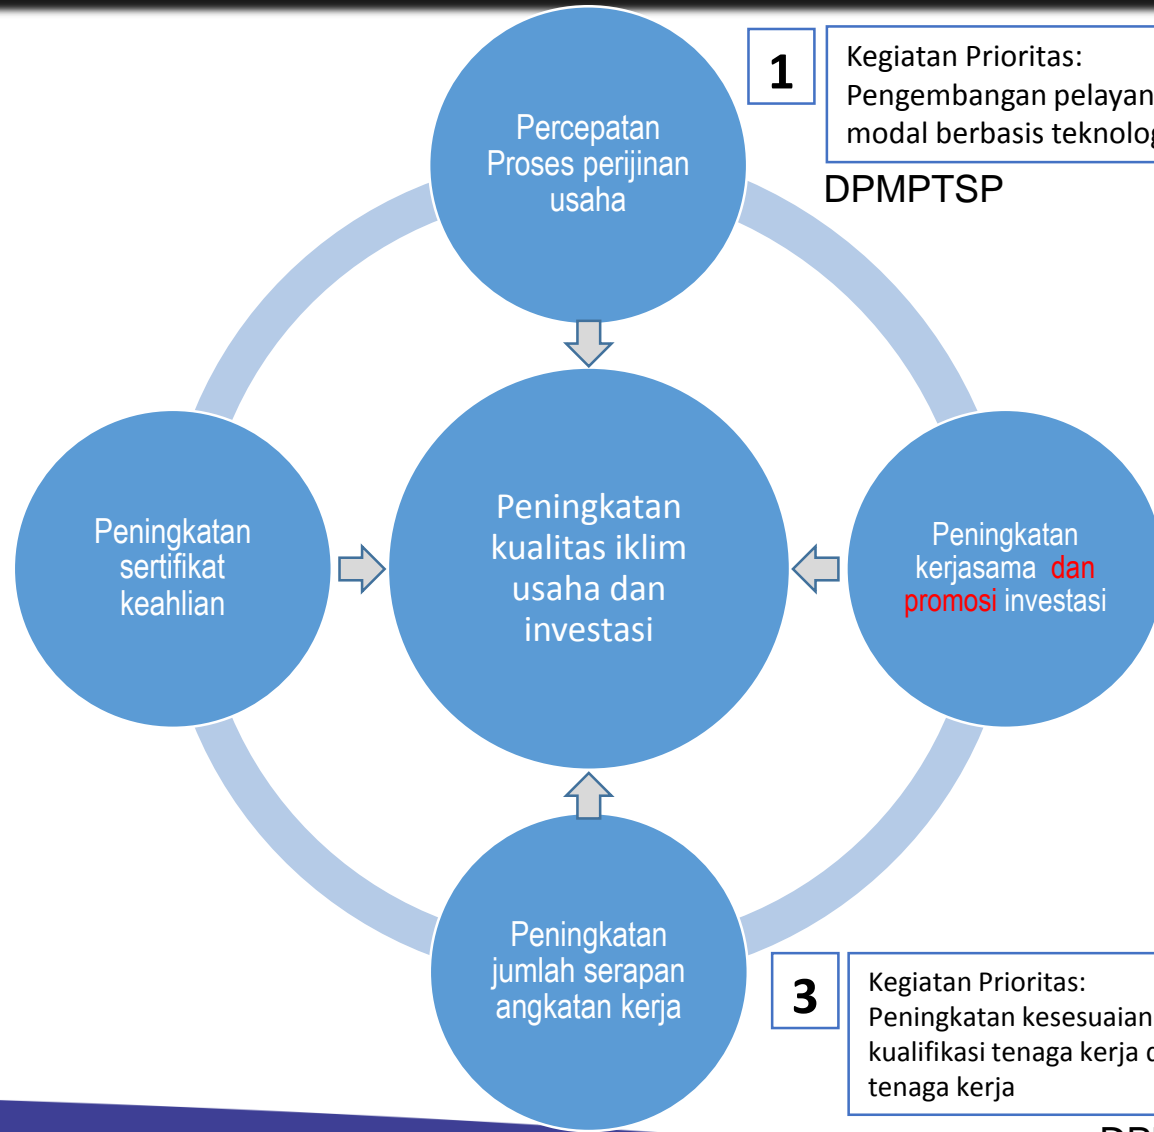 1
Kegiatan Prioritas:
Pengembangan
modal berbasis
DPMPTSP
Percepatan
Proses perijinan
usaha
Peningkatan
sertifikat
keahlian
Peningkatan
kualitas iklim
usaha dan
investasi
Peningkatan
kerjasama dan
promosi investasi
Peningkatan
jumlah serapan
angkatan kerja
3
Kegiatan Prioritas:
Peningkatan kesesuaian
kualifikasi tenaga kerja
tenaga kerja